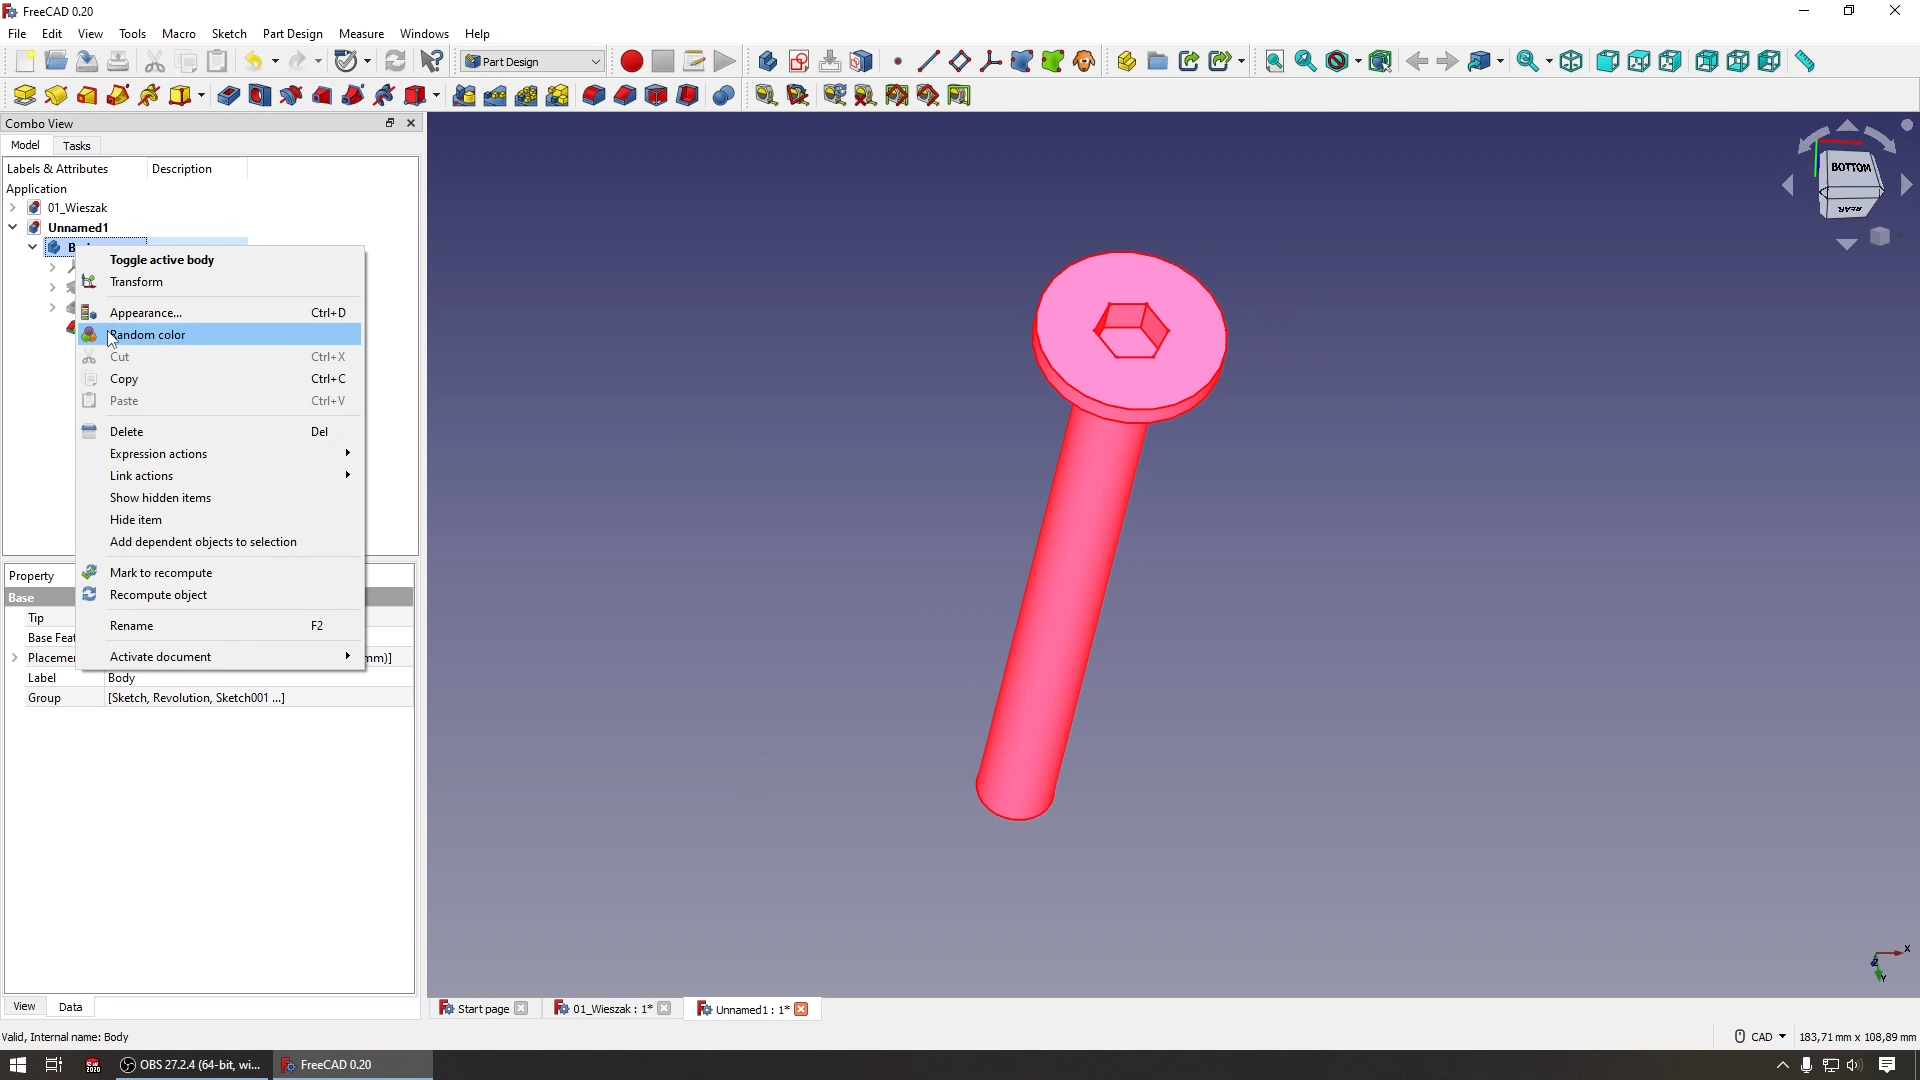 FreeCAD 0.20
File Edit View Tools Macro Sketch Part Design Measure Windows Help
Part Design
Combo View
Model Tasks
Labels & Attributes Description
Application
01_Wieszak
Unnamed1
Toggle active body
Transform
Appearance... Ctrl+D
Random color
Cut Ctrl+X
Copy Ctrl+C
Paste Ctrl+V
Delete Del
Expression actions
Link actions
Show hidden items
Hide item
Add dependent objects to selection
Mark to recompute
Recompute object
Rename F2
Activate document
Property
Base
Tip
Base Feat
Placemen mm)]
Label Body
Group [Sketch, Revolution, Sketch001 ...]
View Data
BOTTOM
REAR
X
Y
Z
Start page 01_Wieszak : 1* Unnamed1 : 1*
Valid, Internal name: Body
CAD 183,71 mm x 108,89 mm
OBS 27.2.4 (64-bit, wi... FreeCAD 0.20